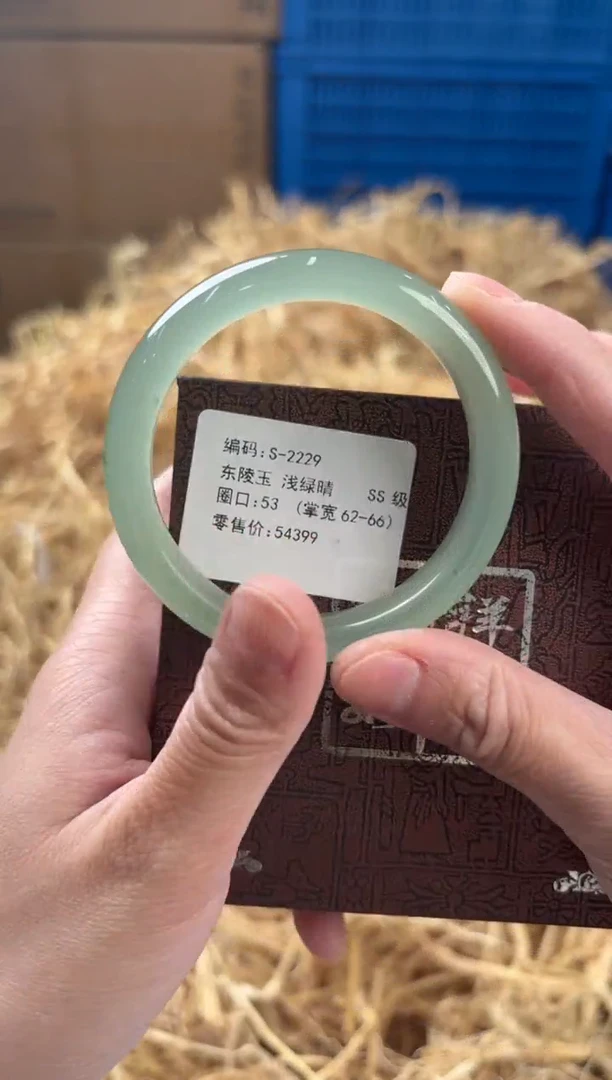 编码:S-2229
东陵玉 浅绿晴 SS 级
圈口:53 (掌宽 62-66)
零售价:54399
祥